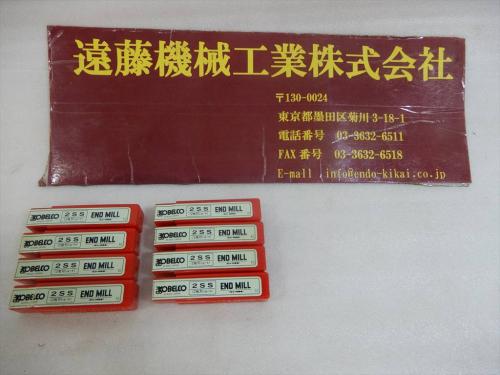 遠藤機械工業株式会社
〒130-0024
東京都墨田区菊川3-18-1
電話番号 03-3632-6511
FAX番号 03-3632-6518
E-mail info@endo-kikai.co.jp
KOBELCO 2SS END MILL
KOBELCO 2SS END MILL
KOBELCO 2SS END MILL
KOBELCO 2SS END MILL
KOBELCO 2SS END MILL
KOBELCO 2SS END MILL
KOBELCO 2SS END MILL
KOBELCO 2SS END MILL